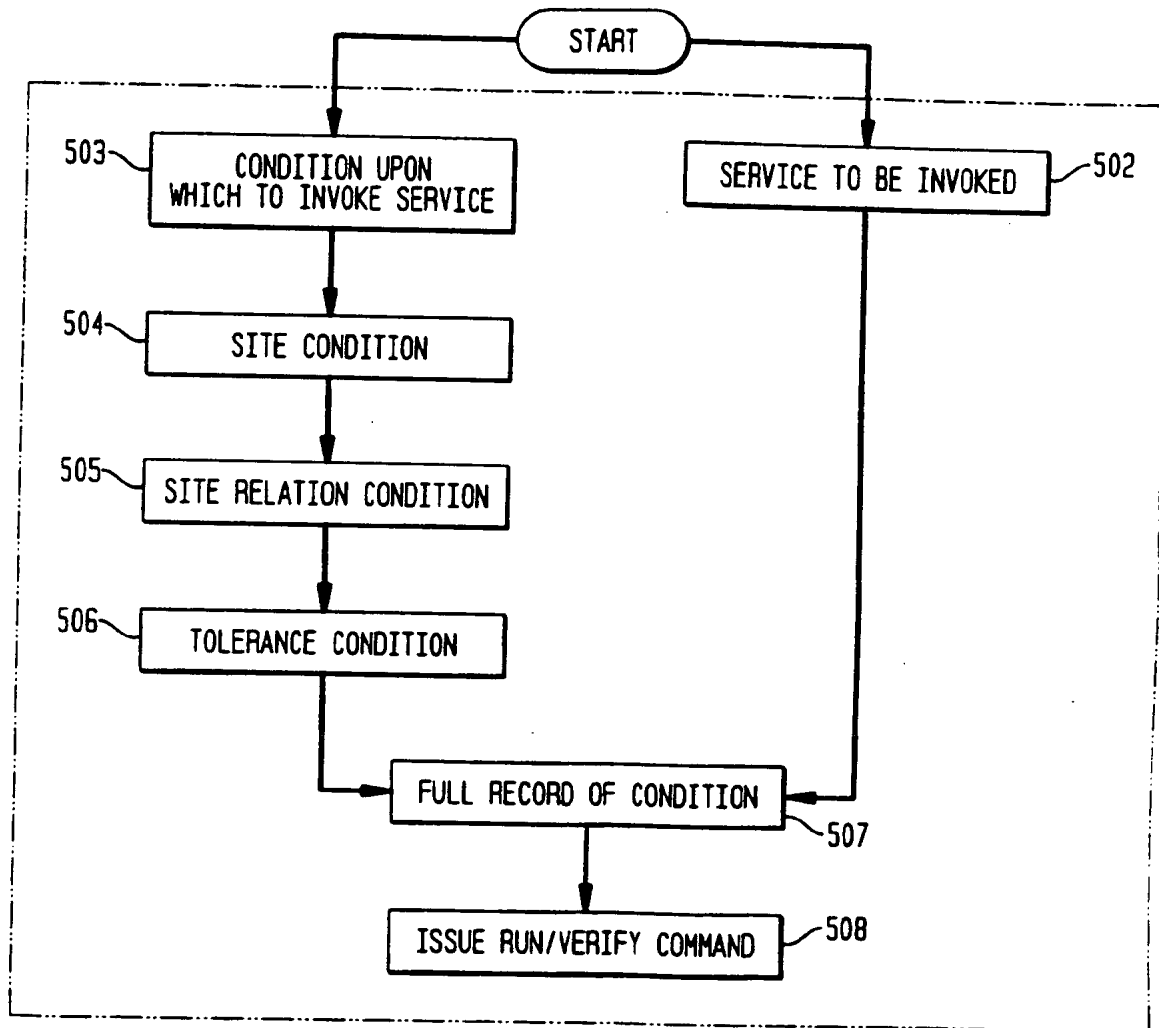 START
503
CONDITION UPON
WHICH TO INVOKE SERVICE
SERVICE TO BE INVOKED
502
504
SITE CONDITION
505
SITE RELATION CONDITION
506
TOLERANCE CONDITION
FULL RECORD OF CONDITION
507
ISSUE RUN/VERIFY COMMAND
508